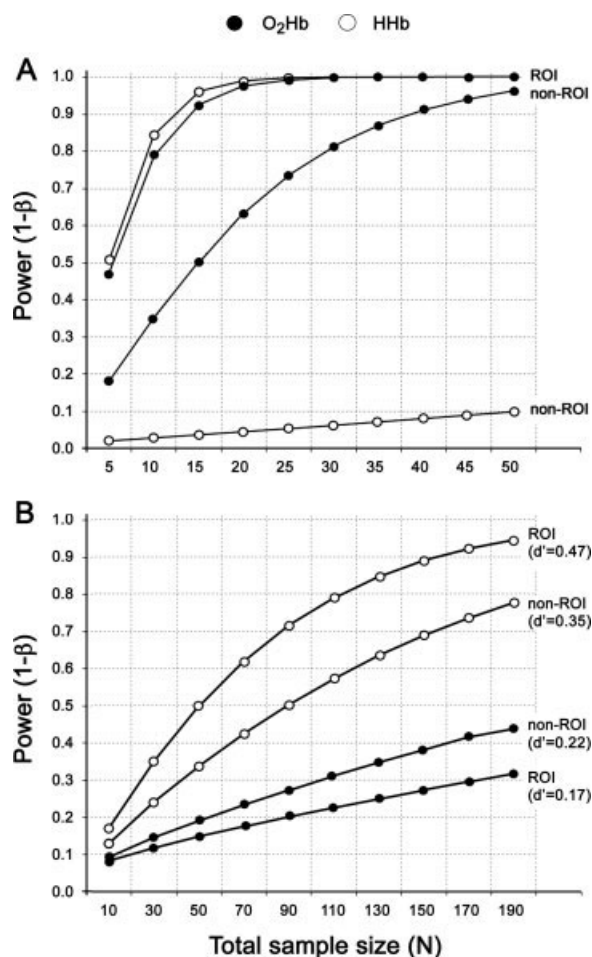 ● O₂Hb ○ HHb
A
Power (1-β)
1.0
0.9
0.8
0.7
0.6
0.5
0.4
0.3
0.2
0.1
0.0
ROI
non-ROI
non-ROI
5 10 15 20 25 30 35 40 45 50
B
Power (1-β)
1.0
0.9
0.8
0.7
0.6
0.5
0.4
0.3
0.2
0.1
0.0
ROI
(d'=0.47)
non-ROI
(d'=0.35)
non-ROI
(d'=0.22)
ROI
(d'=0.17)
10 30 50 70 90 110 130 150 170 190
Total sample size (N)